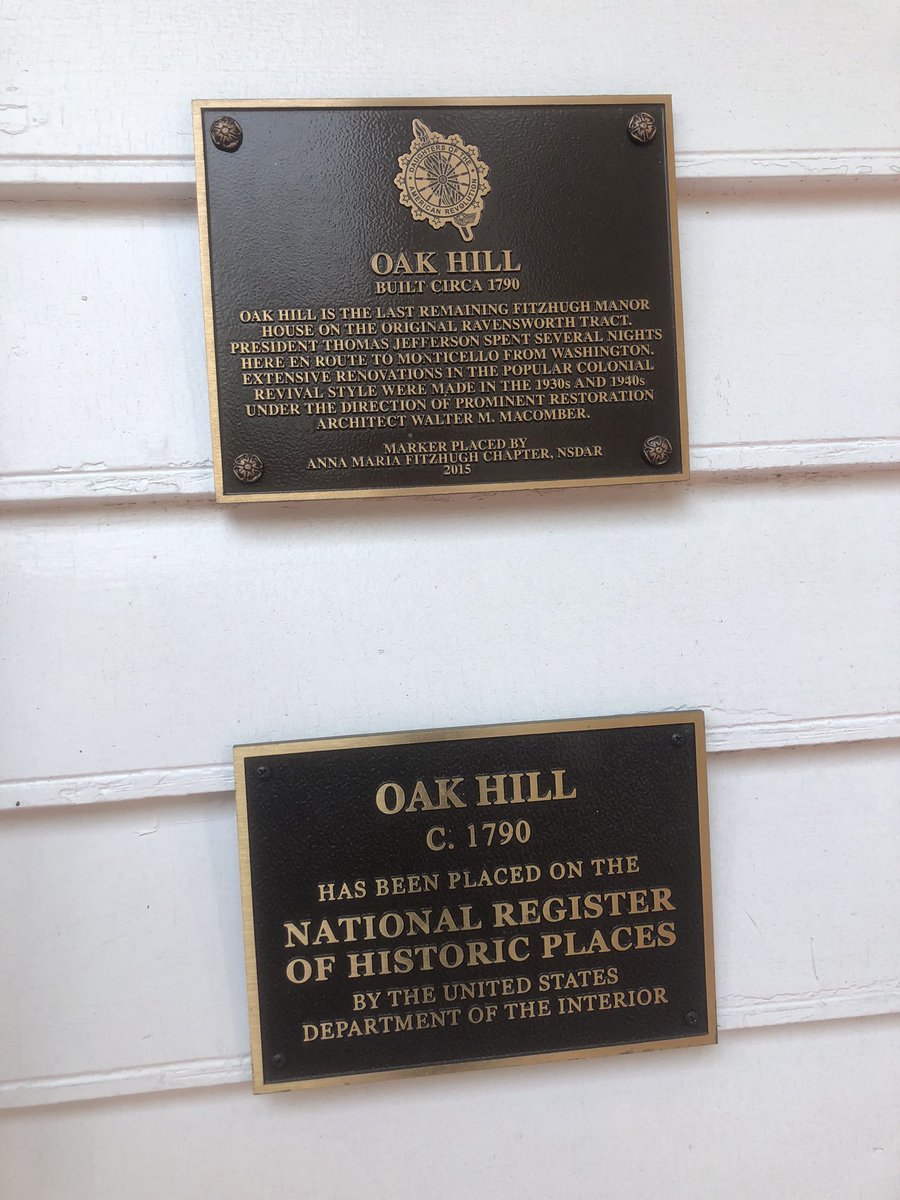 DAUGHTERS OF THE
AMERICAN REVOLUTION
OAK HILL
BUILT CIRCA 1790
OAK HILL IS THE LAST REMAINING FITZHUGH MANOR
HOUSE ON THE ORIGINAL RAVENSWORTH TRACT.
PRESIDENT THOMAS JEFFERSON SPENT SEVERAL NIGHTS
HERE EN ROUTE TO MONTICELLO FROM WASHINGTON.
EXTENSIVE RENOVATIONS IN THE POPULAR COLONIAL
REVIVAL STYLE WERE MADE IN THE 1930s AND 1940s
UNDER THE DIRECTION OF PROMINENT RESTORATION
ARCHITECT WALTER M. MACOMBER.
MARKER PLACED BY
ANNA MARIA FITZHUGH CHAPTER, NSDAR
2015
OAK HILL
C. 1790
HAS BEEN PLACED ON THE
NATIONAL REGISTER
OF HISTORIC PLACES
BY THE UNITED STATES
DEPARTMENT OF THE INTERIOR